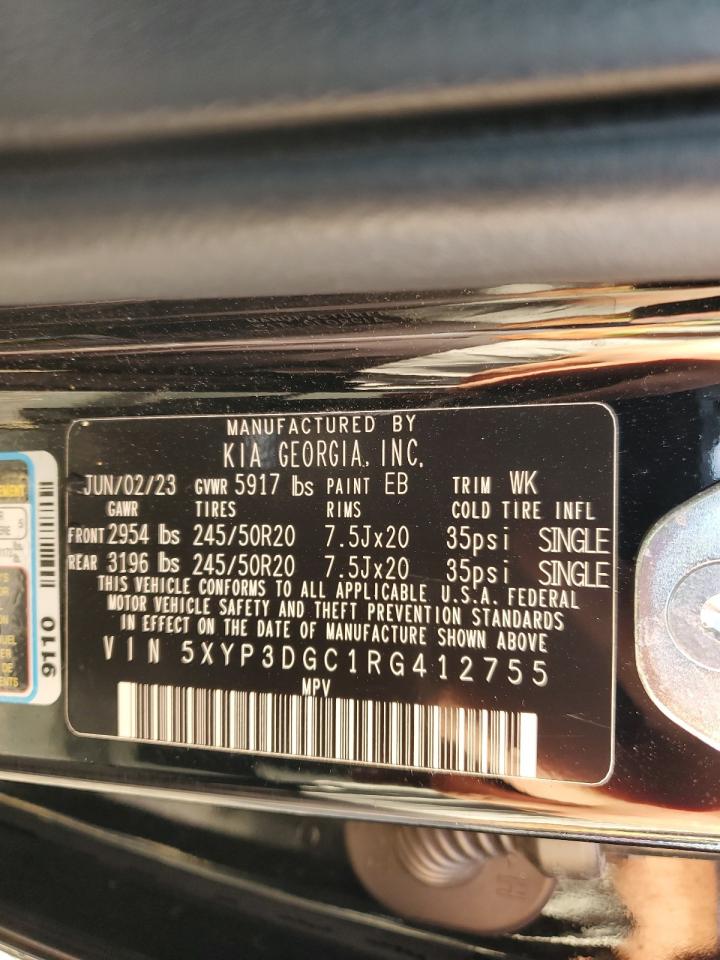 MANUFACTURED BY
KIA GEORGIA, INC.
JUN/02/23 GVWR 5917 lbs PAINT EB TRIM WK
GAWR TIRES RIMS COLD TIRE INFL
FRONT 2954 lbs 245/50R20 7.5Jx20 35psi SINGLE
REAR 3196 lbs 245/50R20 7.5Jx20 35psi SINGLE
THIS VEHICLE CONFORMS TO ALL APPLICABLE U.S.A. FEDERAL
MOTOR VEHICLE SAFETY AND THEFT PREVENTION STANDARDS
IN EFFECT ON THE DATE OF MANUFACTURE SHOWN ABOVE
VIN 5XYP3DGC1RG412755
MPV
9110